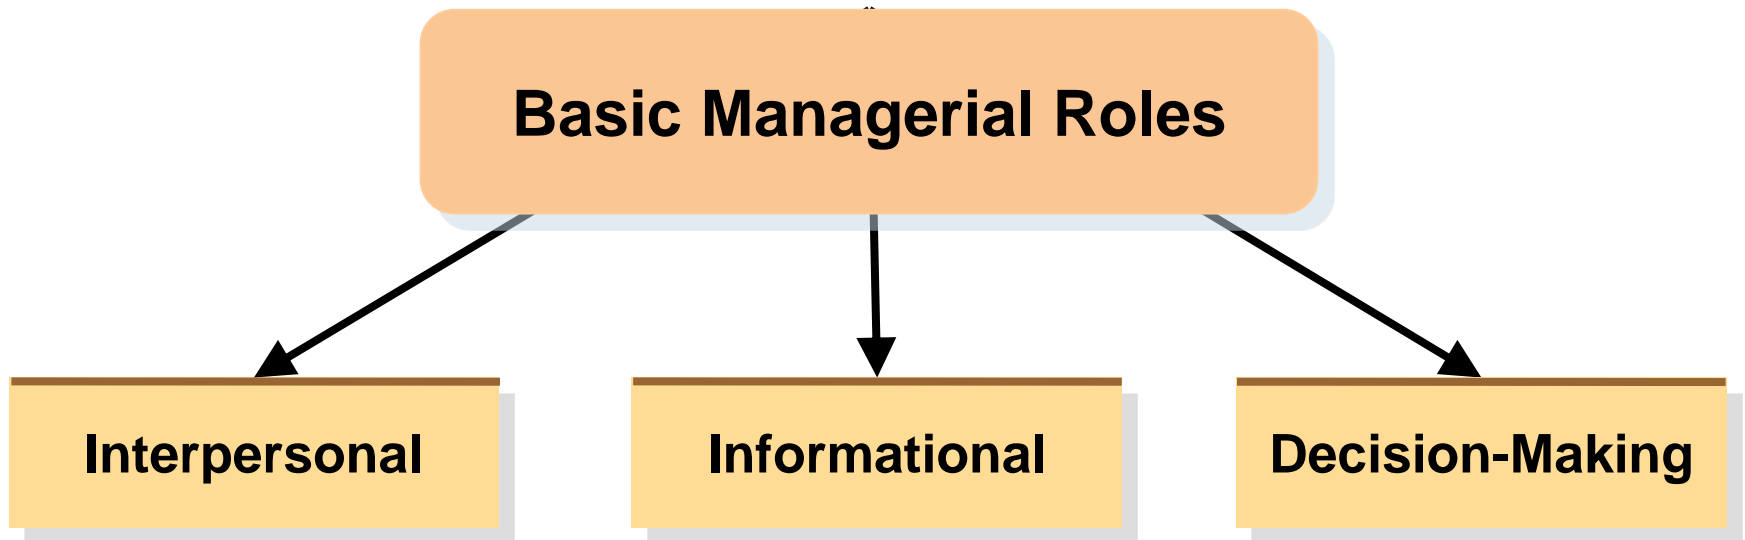 Basic Managerial Roles
Interpersonal
Informational
Decision-Making